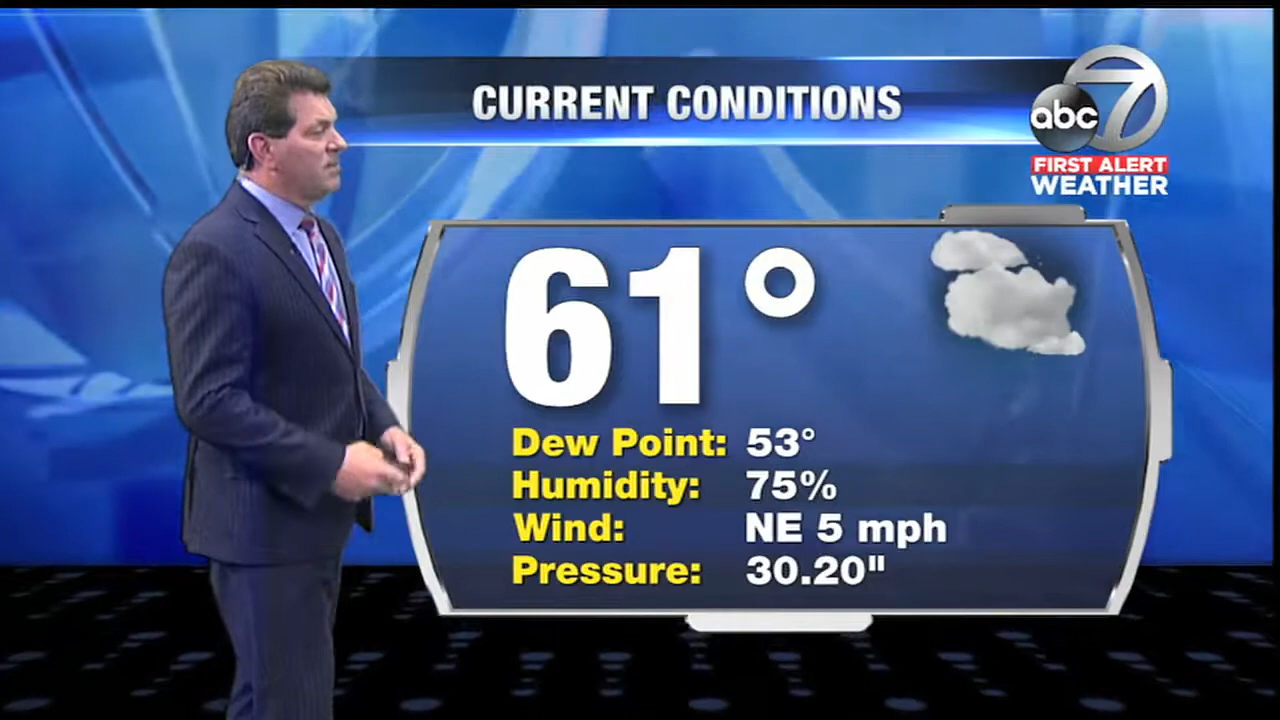 CURRENT CONDITIONS
abc 7
FIRST ALERT
WEATHER
61°
Dew Point: 53°
Humidity: 75%
Wind: NE 5 mph
Pressure: 30.20"